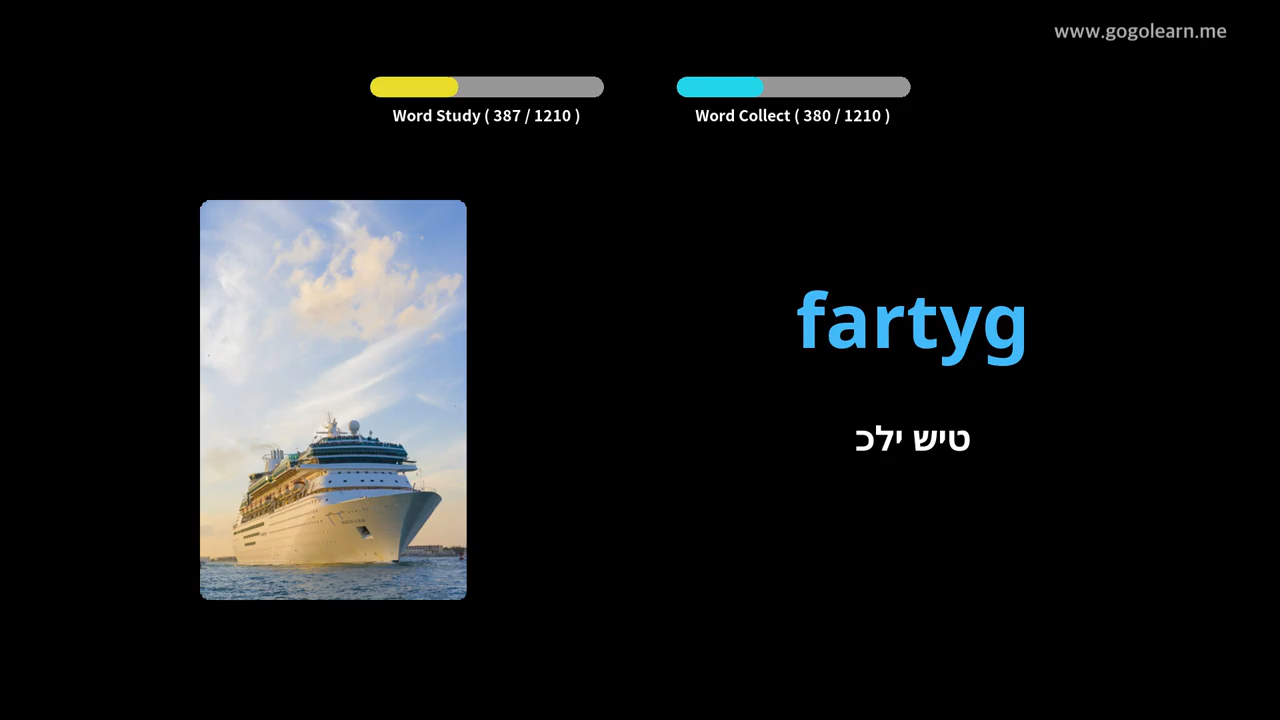 www.gogolearn.me
Word Study ( 387 / 1210 )
Word Collect ( 380 / 1210 )
fartyg
טיש ילכ